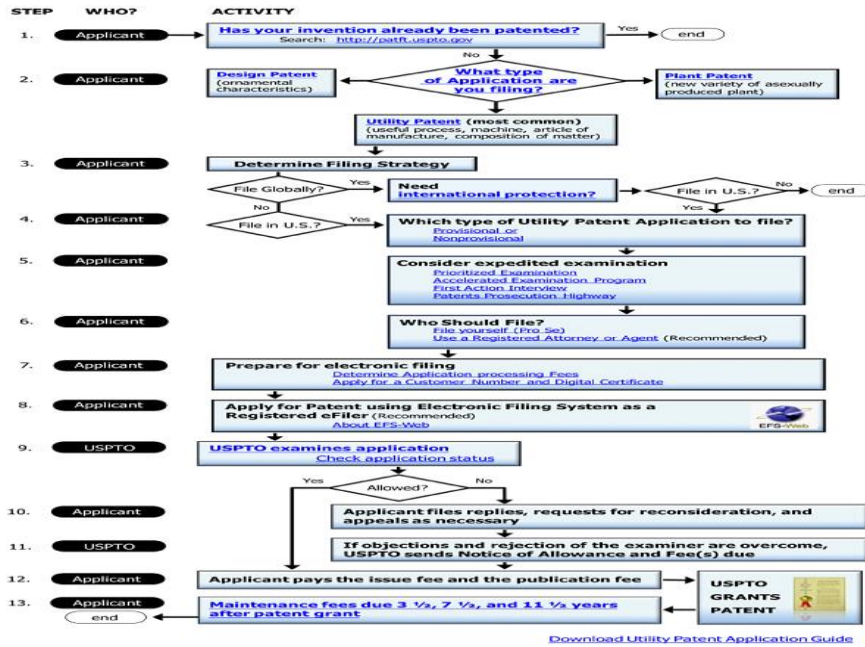 STEP WHO? ACTIVITY
1. Applicant Has your invention already been patented? Yes end
Search: http://patft.uspto.gov
No
2. Applicant Design Patent
(ornamental
characteristics)
What type
of Application are
you filing?
Plant Patent
(new variety of asexually
produced plant)
Utility Patent (most common)
(useful process, machine, article of
manufacture, composition of matter)
3. Applicant Determine Filing Strategy
File Globally? Yes Need
international protection? File in U.S.? No end
No Yes
4. Applicant File in U.S.? Yes Which type of Utility Patent Application to file?
Provisional or
Nonprovisional
5. Applicant Consider expedited examination
Prioritized Examination
Accelerated Examination Program
First Action Interview
Patents Prosecution Highway
6. Applicant Who Should File?
File yourself (Pro Se)
Use a Registered Attorney or Agent (Recommended)
7. Applicant Prepare for electronic filing
Determine Application processing Fees
Apply for a Customer Number and Digital Certificate
8. Applicant Apply for Patent using Electronic Filing System as a
Registered eFiler (Recommended)
About EFS-Web
EFS-Web
9. USPTO USPTO examines application
Check application status
Yes Allowed? No
10. Applicant Applicant files replies, requests for reconsideration, and
appeals as necessary
11. USPTO If objections and rejection of the examiner are overcome,
USPTO sends Notice of Allowance and Fee(s) due
12. Applicant Applicant pays the issue fee and the publication fee
USPTO
GRANTS
PATENT
13. Applicant Maintenance fees due 3 ½, 7 ½, and 11 ½ years
after patent grant
end
Download Utility Patent Application Guide